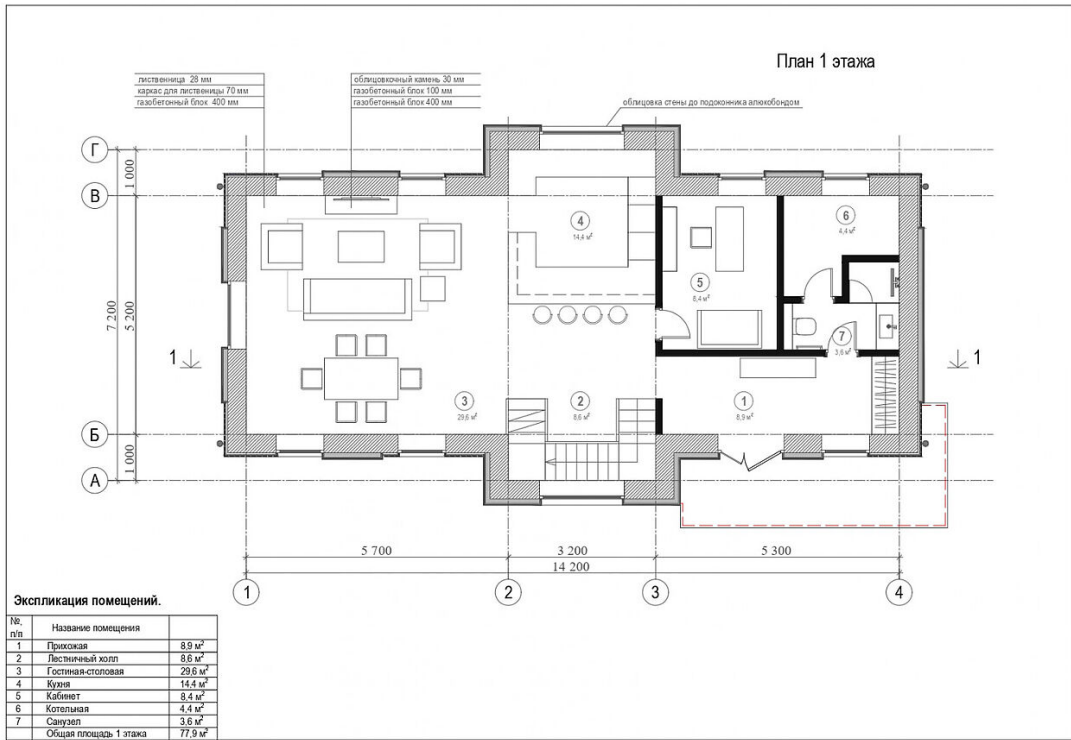 План 1 этажа
лиственница 28 мм
каркас для лиственницы 70 мм
газобетонный блок 400 мм
облицовочный камень 30 мм
газобетонный блок 100 мм
газобетонный блок 400 мм
облицовка стены до подоконника алюкобондом
Г
В
Б
А
1 000
5 200
7 200
1 000
4
14,4 м²
6
4,4 м²
5
8,4 м²
7
3,6 м²
1
1
3
29,6 м²
2
8,6 м²
1
8,9 м²
5 700
3 200
5 300
14 200
1
2
3
4
Экспликация помещений.
№, п/п Название помещения
1 Прихожая 8,9 м²
2 Лестничный холл 8,6 м²
3 Гостиная-столовая 29,6 м²
4 Кухня 14,4 м²
5 Кабинет 8,4 м²
6 Котельная 4,4 м²
7 Санузел 3,6 м²
Общая площадь 1 этажа 77,9 м²